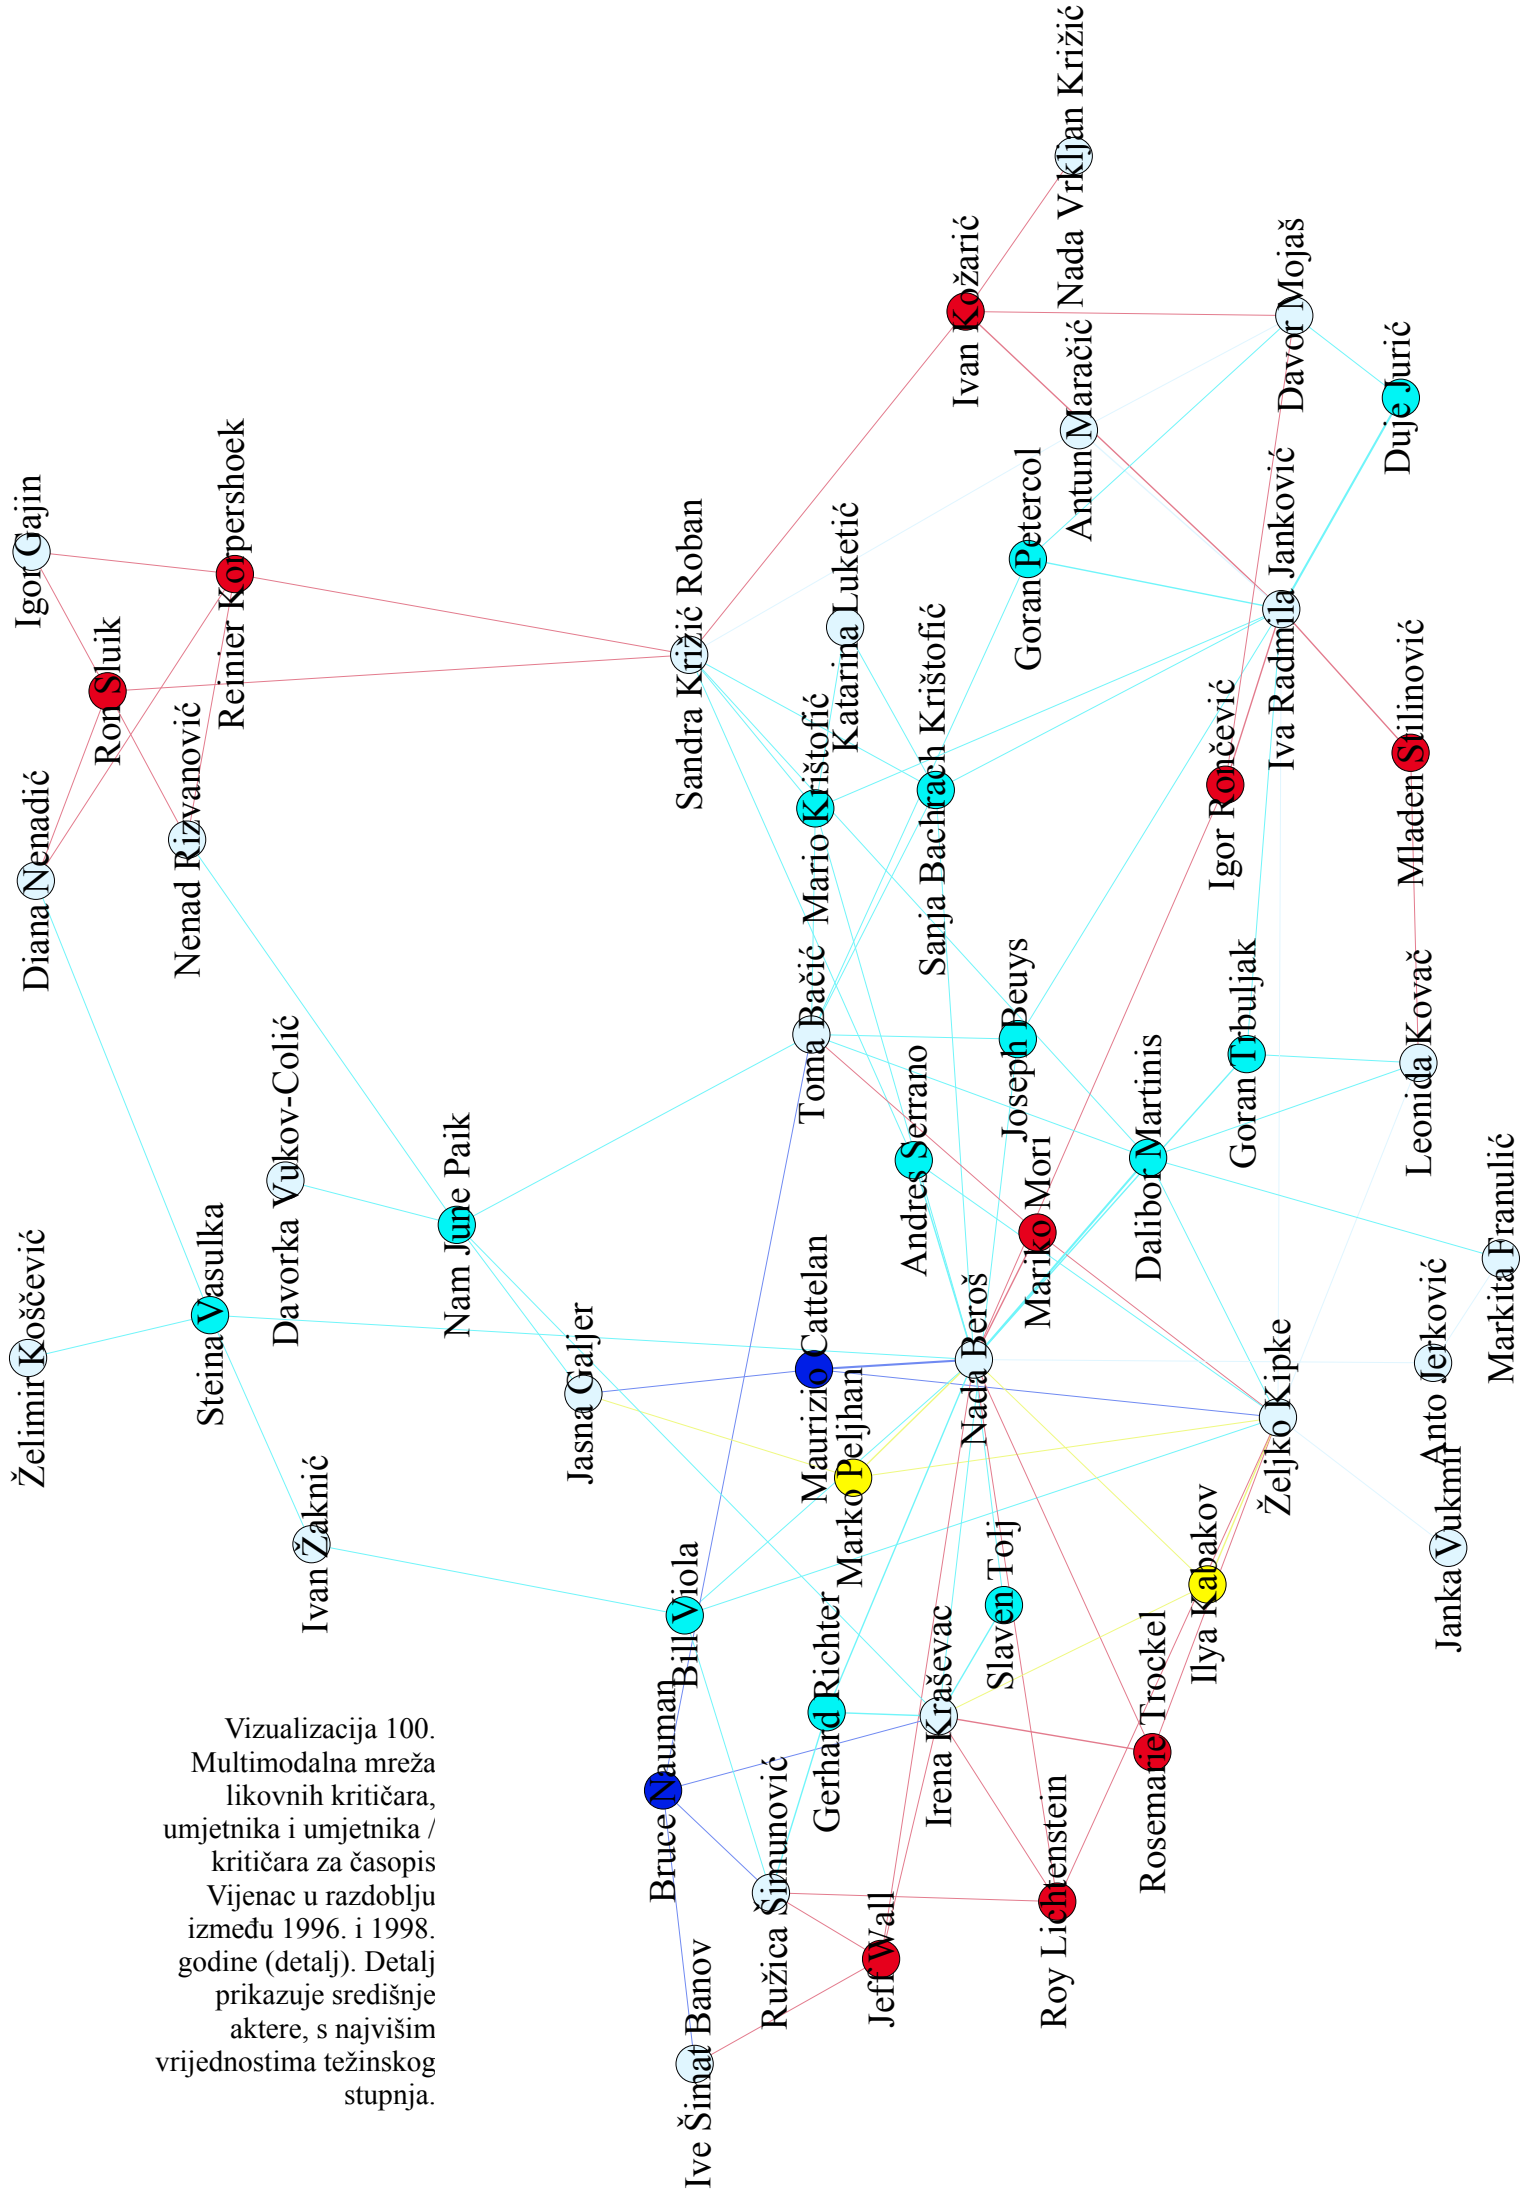 Vizualizacija 100.
Multimodalna mreža
likovnih kritičara,
umjetnika i umjetnika /
kritičara za časopis
Vijenac u razdoblju
između 1996. i 1998.
godine (detalj). Detalj
prikazuje središnje
aktere, s najvišim
vrijednostima težinskog
stupnja.
Želimir Koščević
Diana Nenadić
Igor Gajin
Ron Sluik
Nenad Rizvanović
Steina Vasulka
Reinier Korpershoek
Davorka Vukov-Colić
Ivan Žaknić
Nam June Paik
Jasna Galjer
Bruce Nauman
Bill Viola
Sandra Križić Roban
Ive Šimat Banov
Ružica Šimunović
Maurizio Cattelan
Toma Bačić
Mario Krištofić
Gerhard Richter
Marko Peljhan
Katarina Luketić
Jeff Wall
Andres Serrano
Sanja Bachrach Krištofić
Irena Kraševac
Nada Beroš
Ivan Kožarić
Slaven Tolj
Joseph Beuys
Goran Petercol
Roy Lichtenstein
Mariko Mori
Antun Maračić
Nada Vrkljan Križić
Rosemarie Trockel
Dalibor Martinis
Ilya Kabakov
Igor Rončević
Goran Trbuljak
Željko Kipke
Iva Radmila Janković
Davor Mojaš
Duje Jurić
Mladen Stilinović
Leonida Kovač
Anto Jerković
Janka Vukmir
Markita Franulić